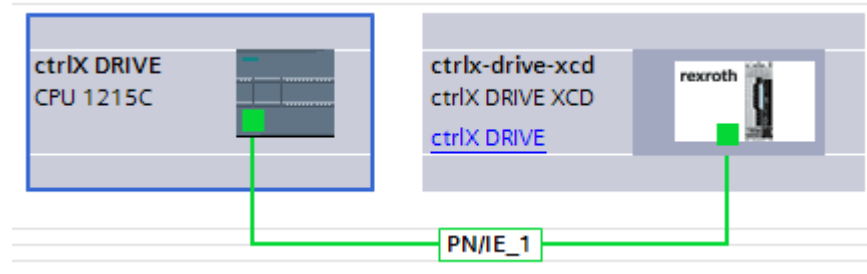 ctrlX DRIVE
CPU 1215C
ctrlx-drive-xcd
ctrlX DRIVE XCD
ctrlX DRIVE
rexroth
PN/IE_1